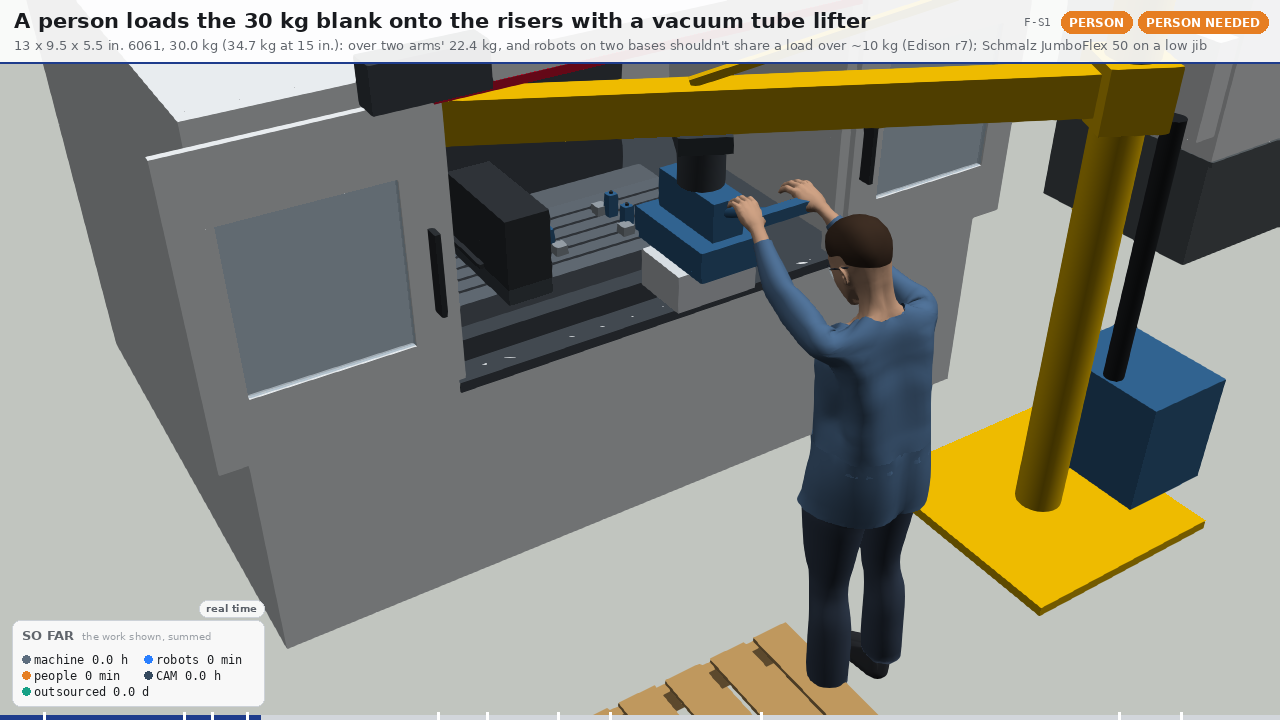 A person loads the 30 kg blank onto the risers with a vacuum tube lifter
F-S1 PERSON PERSON NEEDED
13 x 9.5 x 5.5 in. 6061, 30.0 kg (34.7 kg at 15 in.): over two arms' 22.4 kg, and robots on two bases shouldn't share a load over ~10 kg (Edison r7); Schmalz JumboFlex 50 on a low jib
real time
SO FAR the work shown, summed
machine 0.0 h robots 0 min
people 0 min CAM 0.0 h
outsourced 0.0 d